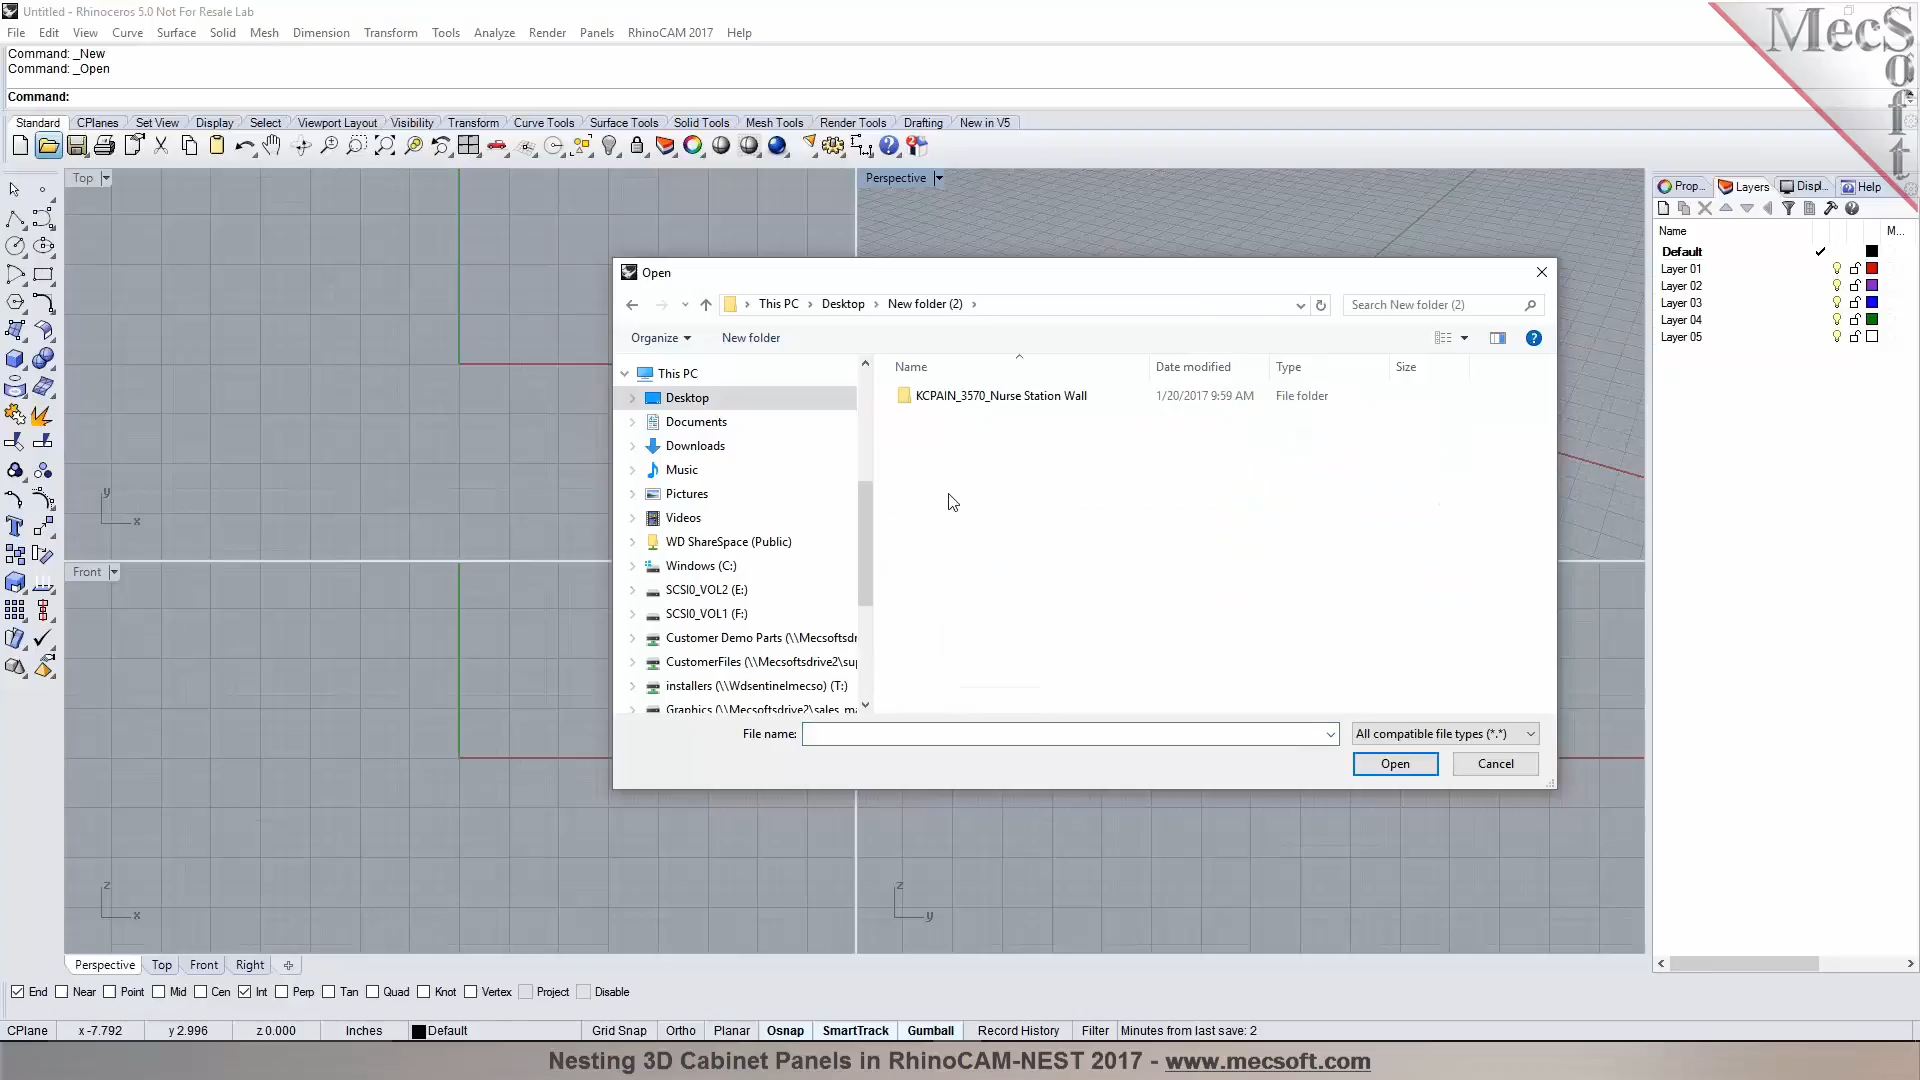 Untitled - Rhinoceros 5.0 Not For Resale Lab
File Edit View Curve Surface Solid Mesh Dimension Transform Tools Analyze Render Panels RhinoCAM 2017 Help
Command: _New
Command: _Open
Command:
Standard CPlanes Set View Display Select Viewport Layout Visibility Transform Curve Tools Surface Tools Solid Tools Mesh Tools Render Tools Drafting New in V5
MecSoft
Top
Perspective
Prop... Layers Displ... Help
Name M...
Default
Layer 01
Layer 02
Layer 03
Layer 04
Layer 05
Open
This PC > Desktop > New folder (2) >
Search New folder (2)
Organize New folder
Name Date modified Type Size
KCPAIN_3570_Nurse Station Wall 1/20/2017 9:59 AM File folder
This PC
Desktop
Documents
Downloads
Music
Pictures
Videos
WD ShareSpace (Public)
Windows (C:)
SCSI0_VOL2 (E:)
SCSI0_VOL1 (F:)
Customer Demo Parts (\\Mecsoftsdr
CustomerFiles (\\Mecsoftsdrive2\sup
installers (\\Wdsentinelmecso) (T:)
Graphics (\\Mecsoftsdrive2\sales_ma
File name:
All compatible file types (*.*)
Open Cancel
y
x
Front
z
x
z
y
Perspective Top Front Right
End Near Point Mid Cen Int Perp Tan Quad Knot Vertex Project Disable
CPlane x -7.792 y 2.996 z 0.000 Inches Default Grid Snap Ortho Planar Osnap SmartTrack Gumball Record History Filter Minutes from last save: 2
Nesting 3D Cabinet Panels in RhinoCAM-NEST 2017 - www.mecsoft.com